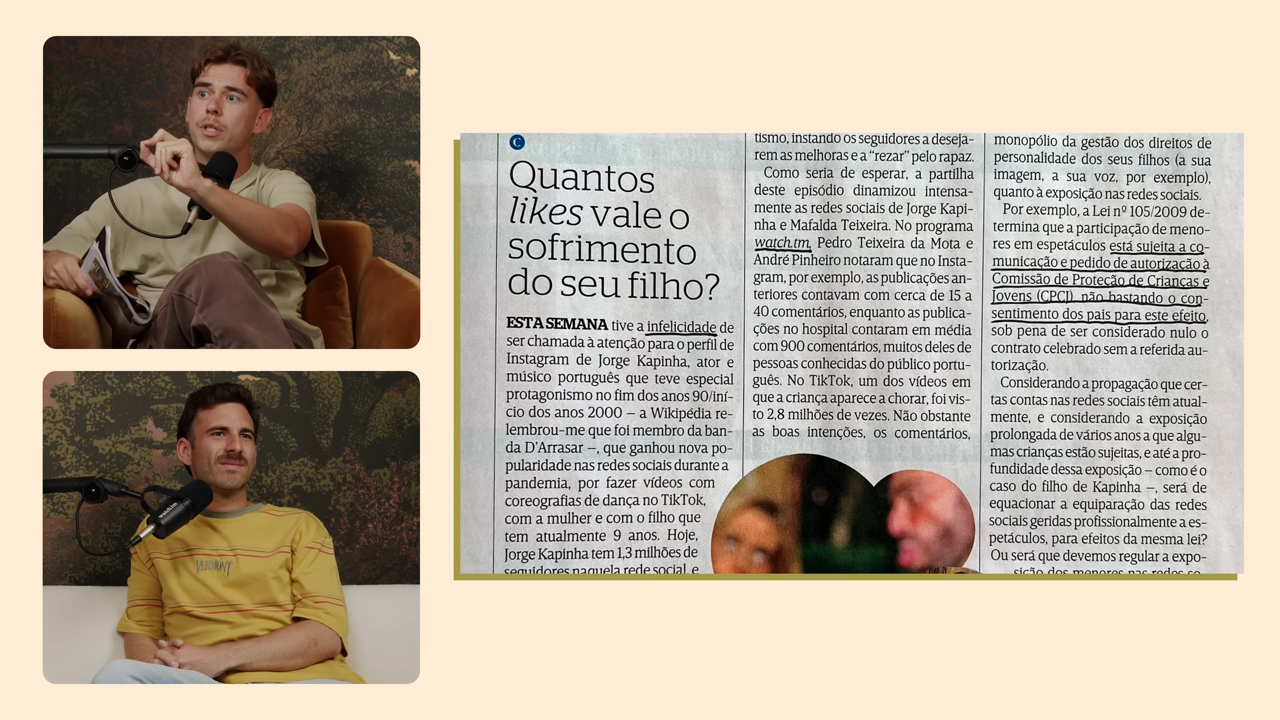 C
Quantos
likes vale o
sofrimento
do seu filho?
ESTA SEMANA tive a infelicidade de
ser chamada à atenção para o perfil de
Instagram de Jorge Kapinha, ator e
músico português que teve especial
protagonismo no fim dos anos 90/iní-
cio dos anos 2000 — a Wikipédia re-
lembrou-me que foi membro da ban-
da D'Arrasar —, que ganhou nova po-
pularidade nas redes sociais durante a
pandemia, por fazer vídeos com
coreografias de dança no TikTok,
com a mulher e com o filho que
tem atualmente 9 anos. Hoje,
Jorge Kapinha tem 1,3 milhões de
seguidores naquela rede social, e
tismo, instando os seguidores a deseja-
rem as melhoras e a “rezar” pelo rapaz.
Como seria de esperar, a partilha
deste episódio dinamizou intensa-
mente as redes sociais de Jorge Kapi-
nha e Mafalda Teixeira. No programa
watch.tm, Pedro Teixeira da Mota e
André Pinheiro notaram que no Insta-
gram, por exemplo, as publicações an-
teriores contavam com cerca de 15 a
40 comentários, enquanto as publica-
ções no hospital contaram em média
com 900 comentários, muitos deles de
pessoas conhecidas do público portu-
guês. No TikTok, um dos vídeos em
que a criança aparece a chorar, foi vis-
to 2,8 milhões de vezes. Não obstante
as boas intenções, os comentários,
monopólio da gestão dos direitos de
personalidade dos seus filhos (a sua
imagem, a sua voz, por exemplo),
quanto à exposição nas redes sociais.
Por exemplo, a Lei nº 105/2009 de-
termina que a participação de meno-
res em espetáculos está sujeita a co-
municação e pedido de autorização à
Comissão de Proteção de Crianças e
Jovens (CPCJ), não bastando o con-
sentimento dos pais para este efeito,
sob pena de ser considerado nulo o
contrato celebrado sem a referida au-
torização.
Considerando a propagação que cer-
tas contas nas redes sociais têm atual-
mente, e considerando a exposição
prolongada de vários anos a que algu-
mas crianças estão sujeitas, e até a pro-
fundidade dessa exposição — como é o
caso do filho de Kapinha —, será de
equacionar a equiparação das redes
sociais geridas profissionalmente a es-
petáculos, para efeitos da mesma lei?
Ou será que devemos regular a expo-
sição dos menores nas redes so-
watch.tm